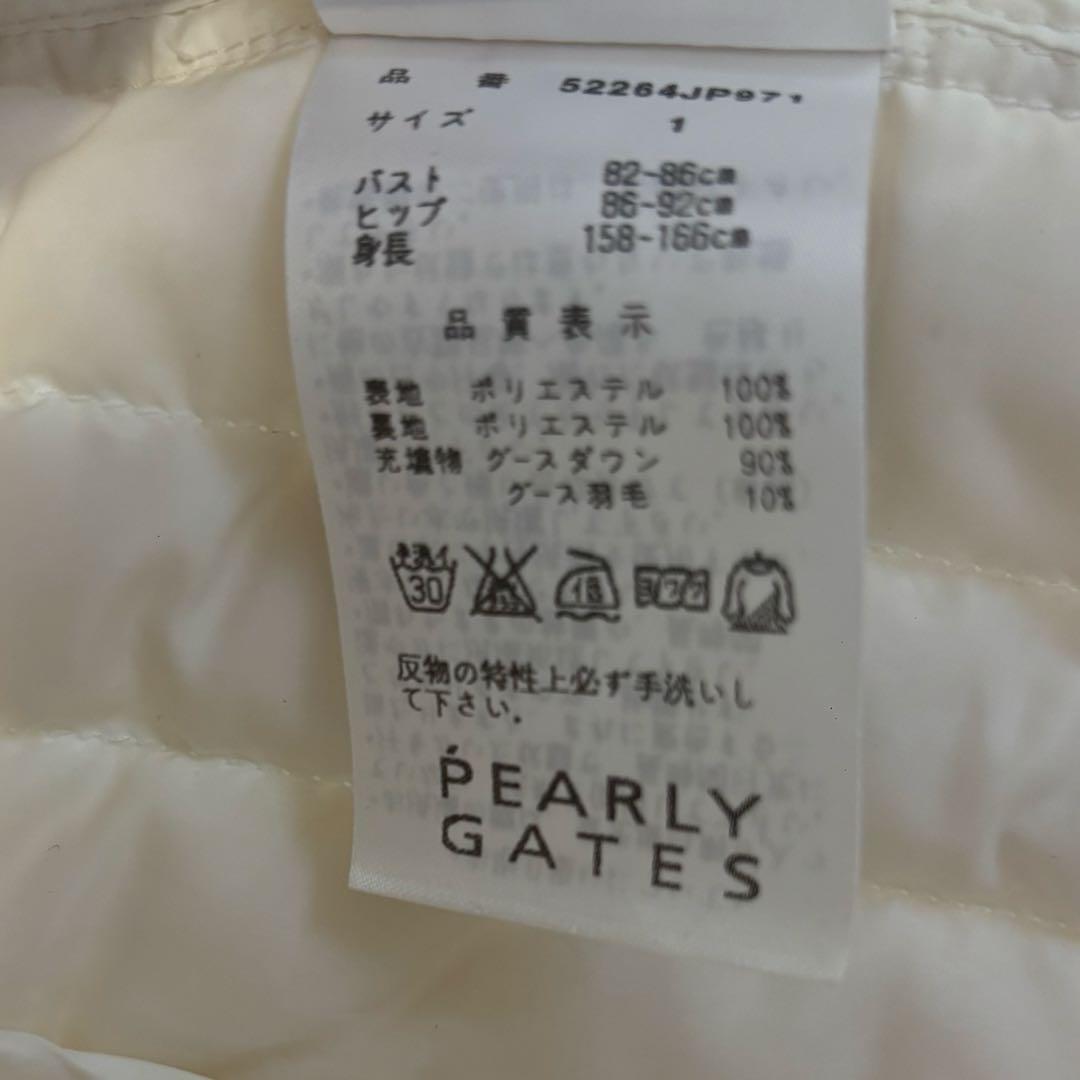 品 番 52264JP971
サイズ 1
バスト 82~86cm
ヒップ 86~92cm
身長 158~166cm
品質表示
表地 ポリエステル 100%
裏地 ポリエステル 100%
充填物 グースダウン 90%
グース羽毛 10%
30
反物の特性上必ず手洗いし
て下さい.
PEARLY
GATES